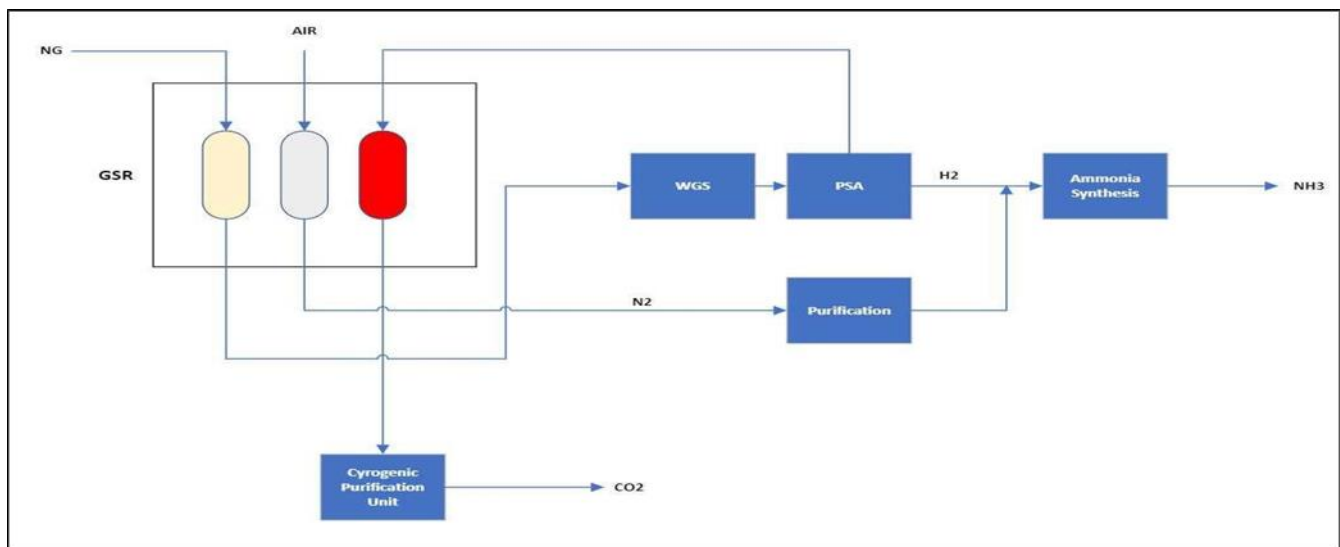 AIR
NG
GSR
WGS
PSA
H2
Ammonia
Synthesis
NH3
N2
Purification
Cyrogenic
Purification
Unit
CO2